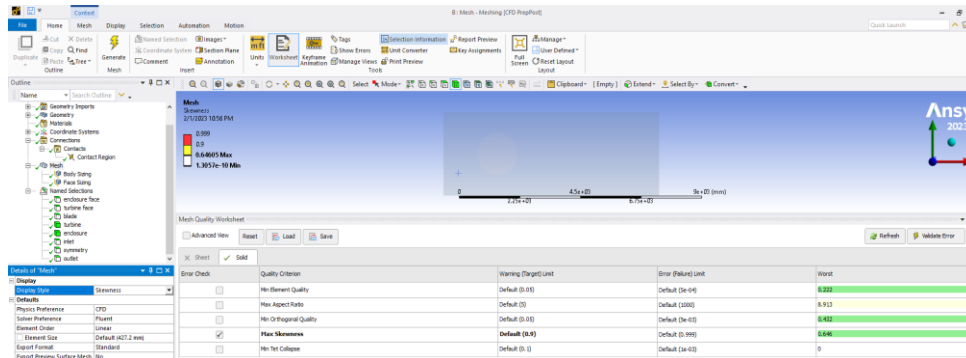 B : Mesh - Meshing [CFD PrepPost]
Context
File Home Mesh Display Selection Automation Motion
Quick Launch
Duplicate
Cut
Delete
Copy
Find
Paste
Tree
Outline
Generate
Mesh
Named Selection
Coordinate System
Comment
Images
Section Plane
Annotation
Insert
Units
Worksheet
Keyframe
Animation
Tags
Show Errors
Manage Views
Selection Information
Unit Converter
Print Preview
Report Preview
Key Assignments
Tools
Full
Screen
Manage
User Defined
Reset Layout
Layout
Outline
Name Search Outline
Select Mode Clipboard [Empty] Extend Select By Convert
Geometry Imports
Geometry
Materials
Coordinate Systems
Connections
Contacts
Contact Region
Mesh
Body Sizing
Face Sizing
Named Selections
enclosure face
turbine face
blade
turbine
enclosure
inlet
symmetry
outlet
Mesh
Skewness
2/1/2023 10:56 PM
0.999
0.9
0.64605 Max
1.3057e-10 Min
Ansys
2023
0 4.5e+03 9e+03 (mm)
2.25e+03 6.75e+03
Mesh Quality Worksheet
Advanced View Reset Load Save Refresh Validate Error
Sheet Solid
Error Check Quality Criterion Warning (Target) Limit Error (Failure) Limit Worst
Min Element Quality Default (0.05) Default (5e-04) 0.222
Max Aspect Ratio Default (5) Default (1000) 8.913
Min Orthogonal Quality Default (0.05) Default (5e-03) 0.432
Max Skewness Default (0.9) Default (0.999) 0.646
Min Tet Collapse Default (0.1) Default (1e-03) 0
Details of "Mesh"
Display
Display Style Skewness
Defaults
Physics Preference CFD
Solver Preference Fluent
Element Order Linear
Element Size Default (427.2 mm)
Export Format Standard
Export Preview Surface Mesh No